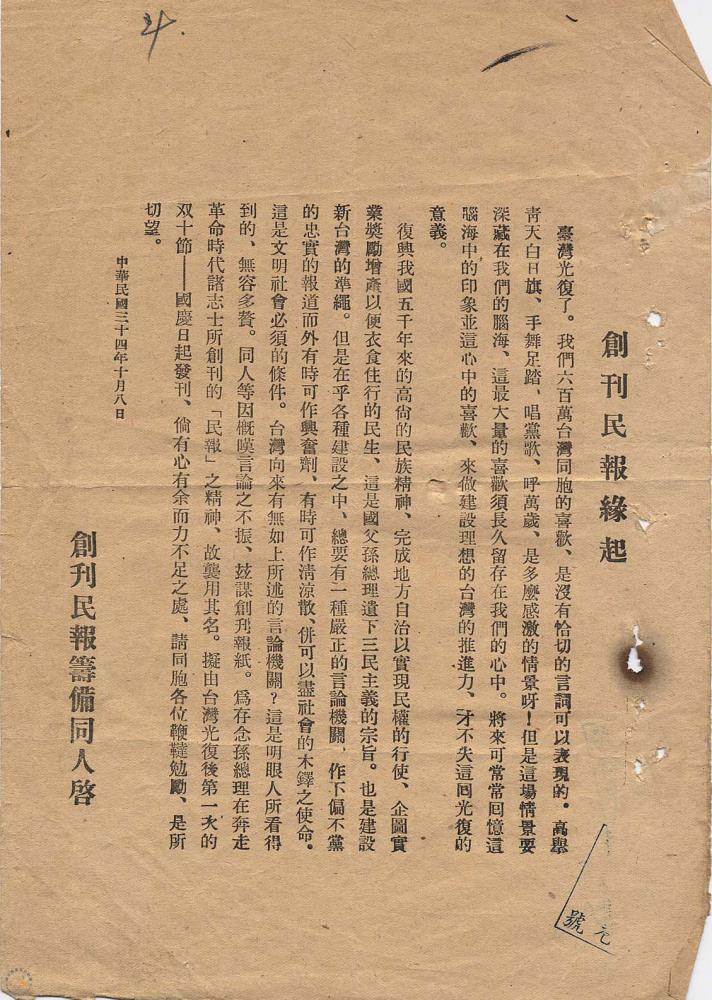 創刊民報緣起
臺灣光復了。我們六百萬台灣同胞的喜歡、是沒有恰切的言詞可以表現的。高舉
靑天白日旗、手舞足踏、唱黨歌、呼萬歲、是多麼感激的情景呀！但是這場情景要
深藏在我們的腦海、這最大量的喜歡須長久留存在我們的心中。將來可常常回憶這
腦海中的印象並這心中的喜歡、來做建設理想的台灣的推進力、才不失這回光復的
意義。
復興我國五千年來的高尙的民族精神、完成地方自治以實現民權的行使、企圖實
業獎勵增產以便衣食住行的民生、這是國父孫總理遺下三民主義的宗旨。也是建設
新台灣的準繩。但是在乎各種建設之中、總要有一種嚴正的言論機關、作不偏不黨
的忠實的報道而外有時可作興奮劑、有時可作淸凉散、併可以盡社會的木鐸之使命。
這是文明社會必須的條件。台灣向來有無如上所述的言論機關？這是明眼人所看得
到的、無容多贅。同人等因慨嘆言論之不振、玆謀創刋報紙。爲存念孫總理在奔走
革命時代諸志士所創刊的「民報」之精神、故襲用其名。擬由台灣光復後第一次的
双十節——國慶日起發刊、倘有心有余而力不足之處、請同胞各位鞭韃勉勵、是所
切望。
中華民國三十四年十月八日
創刊民報籌備同人啓
號